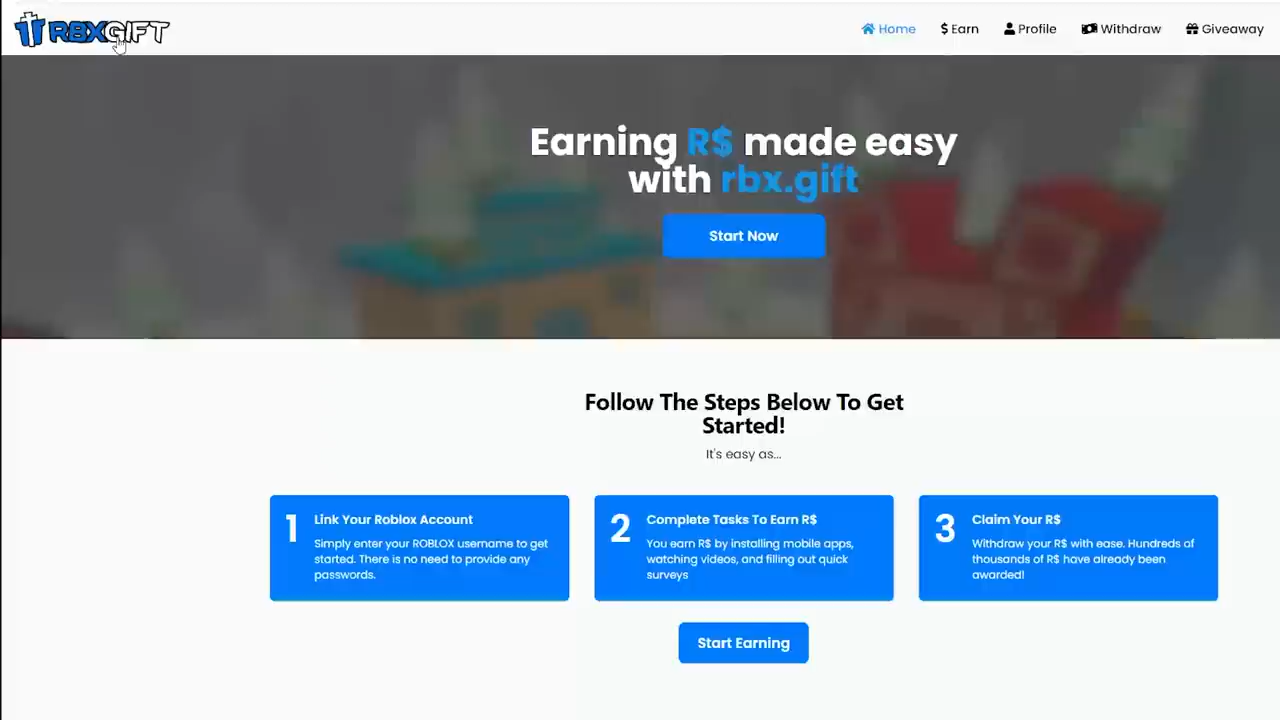 RBXGIFT
Home Earn Profile Withdraw Giveaway
Earning R$ made easy
with rbx.gift
Start Now
Follow The Steps Below To Get
Started!
It's easy as...
1 Link Your Roblox Account
Simply enter your ROBLOX username to get
started. There is no need to provide any
passwords.
2 Complete Tasks To Earn R$
You earn R$ by installing mobile apps,
watching videos, and filling out quick
surveys
3 Claim Your R$
Withdraw your R$ with ease. Hundreds of
thousands of R$ have already been
awarded!
Start Earning